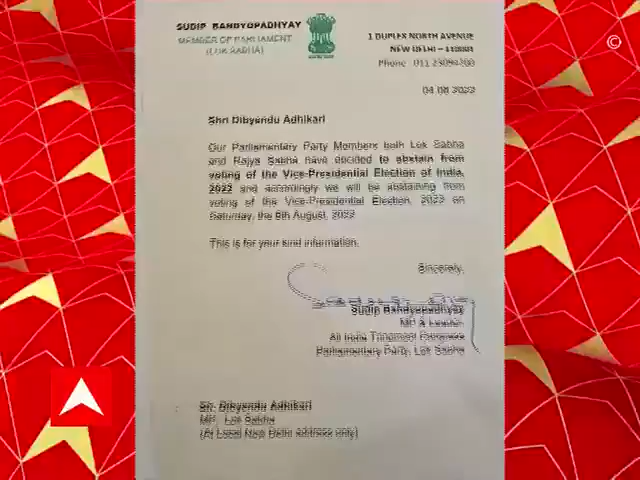 SUDIP BANDYOPADHYAY
MEMBER OF PARLIAMENT
(LOK SABHA)
1 DUPLEX NORTH AVENUE
NEW DELHI – 110001
Phone : 011
04 08 2022
Shri Dibyendu Adhikari
Our Parliamentary Party Members both Lok Sabha
and Rajya Sabha have decided to abstain from
voting of the Vice-Presidential Election of India,
2022 and accordingly we will be abstaining from
voting of the Vice-Presidential Election, 2022 on
Saturday, the 6th August, 2022
This is for your kind information.
Sincerely,
Sudip Bandyopadhyay
MP & Leader
All India Trinamool Congress
Parliamentary Party, Lok Sabha
Sri. Dibyendu Adhikari
MP, Lok Sabha
(At Local New Delhi address only)
©